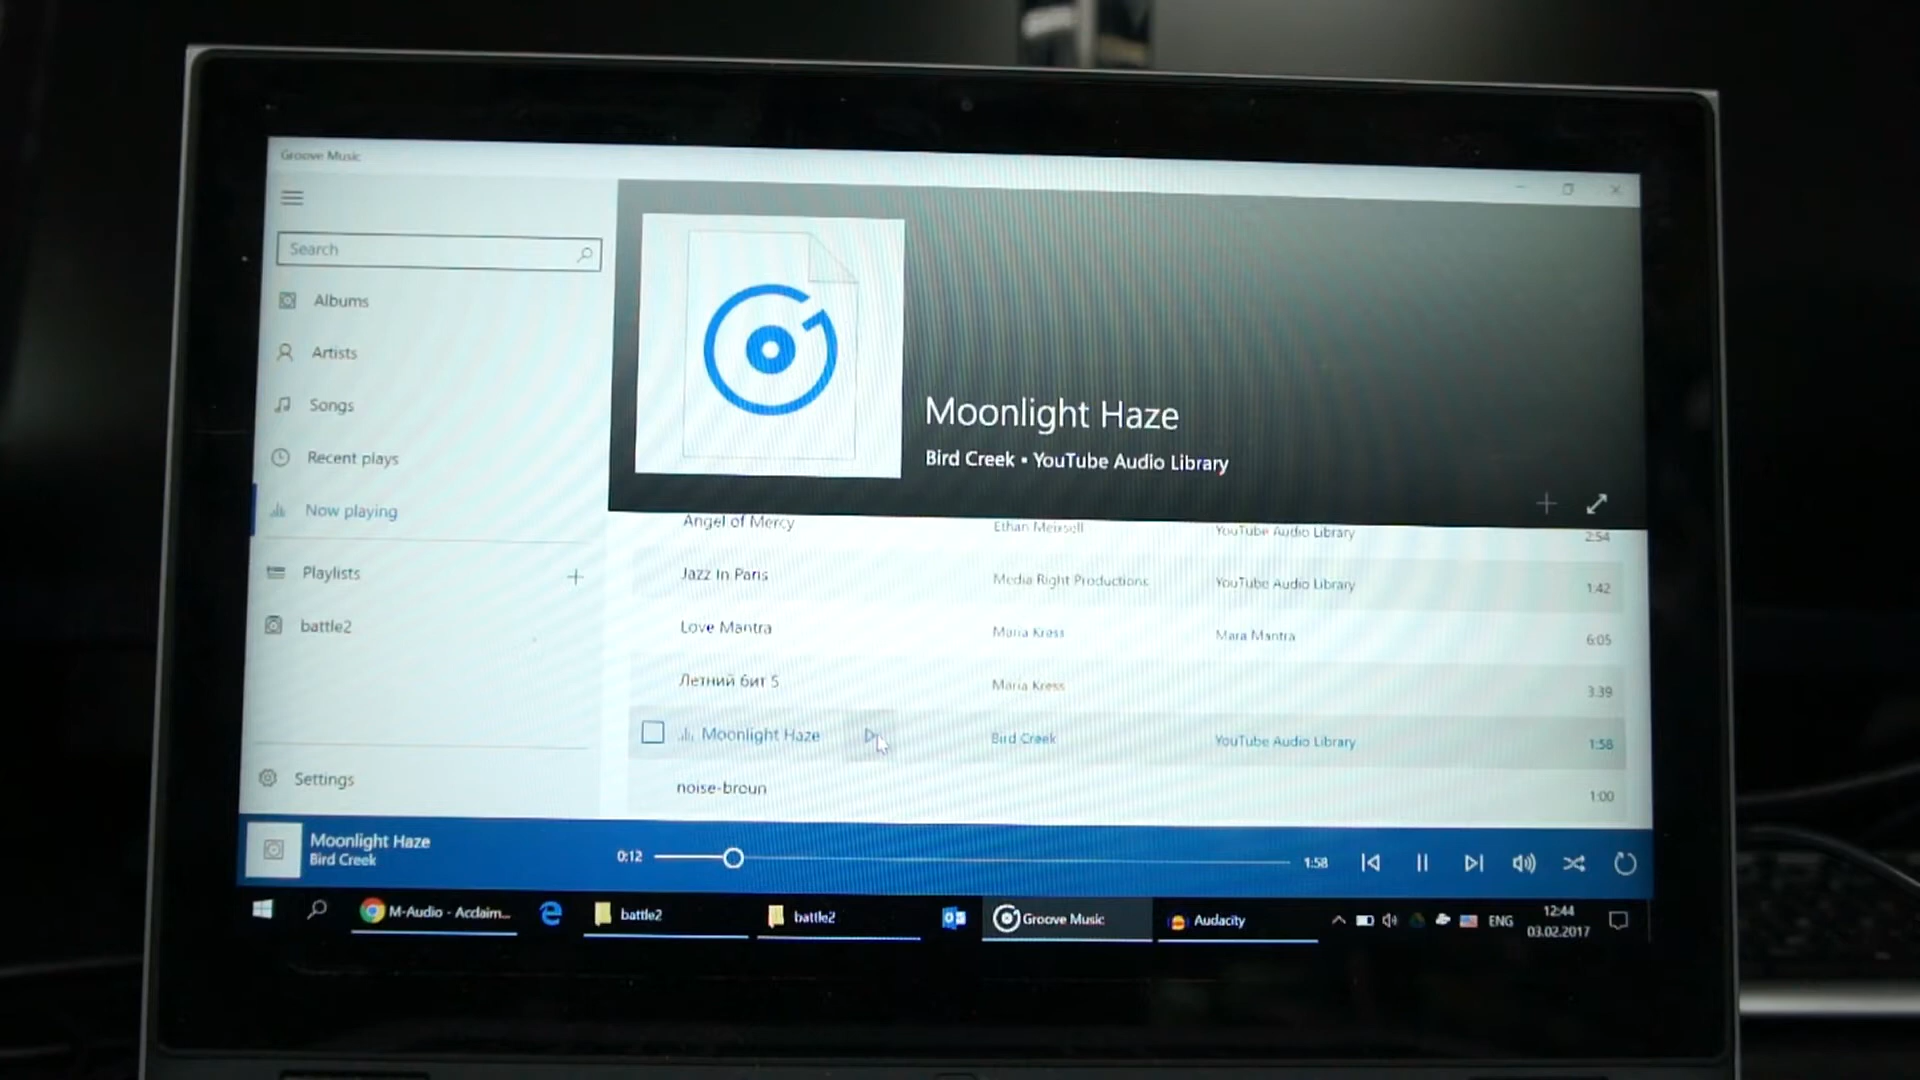 Groove Music
Search
Albums
Artists
Songs
Recent plays
Now playing
Playlists
battle2
Settings
Moonlight Haze
Bird Creek • YouTube Audio Library
Angel of Mercy Ethan Meixsell YouTube Audio Library 2:54
Jazz In Paris Media Right Productions YouTube Audio Library 1:42
Love Mantra Maria Kress Mara Mantra 6:05
Летний бит 5 Maria Kress 3:39
Moonlight Haze Bird Creek YouTube Audio Library 1:58
noise-broun 1:00
Moonlight Haze
Bird Creek
0:12 1:58
M-Audio - Acclaim... battle2 battle2 Groove Music Audacity ENG 12:44
03.02.2017